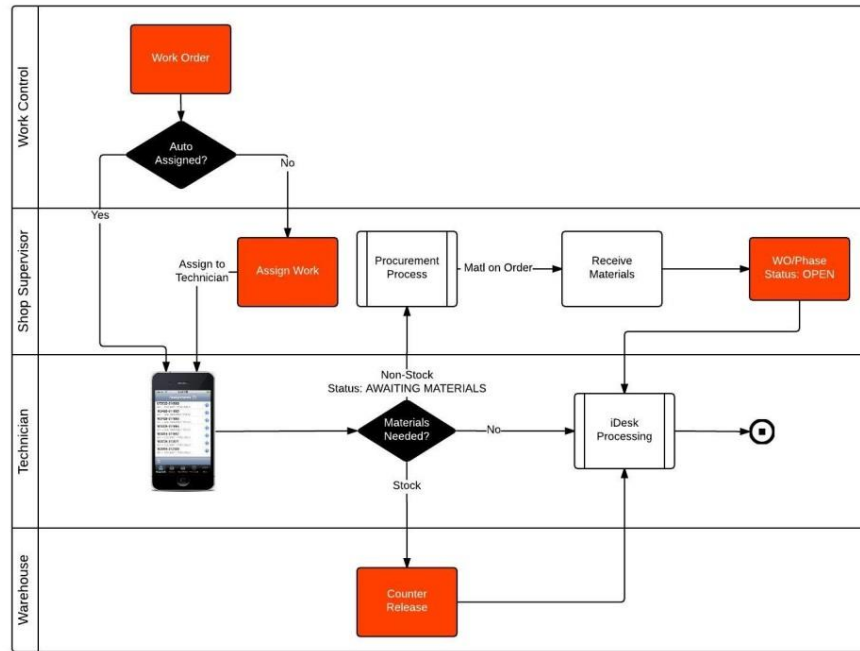 Work Control
Work Order
Auto
Assigned?
No
Yes
Shop Supervisor
Assign to
Technician
Assign Work
Procurement
Process
Matl on Order
Receive
Materials
WO/Phase
Status: OPEN
Technician
Non-Stock
Status: AWAITING MATERIALS
Materials
Needed?
No
iDesk
Processing
Stock
Warehouse
Counter
Release